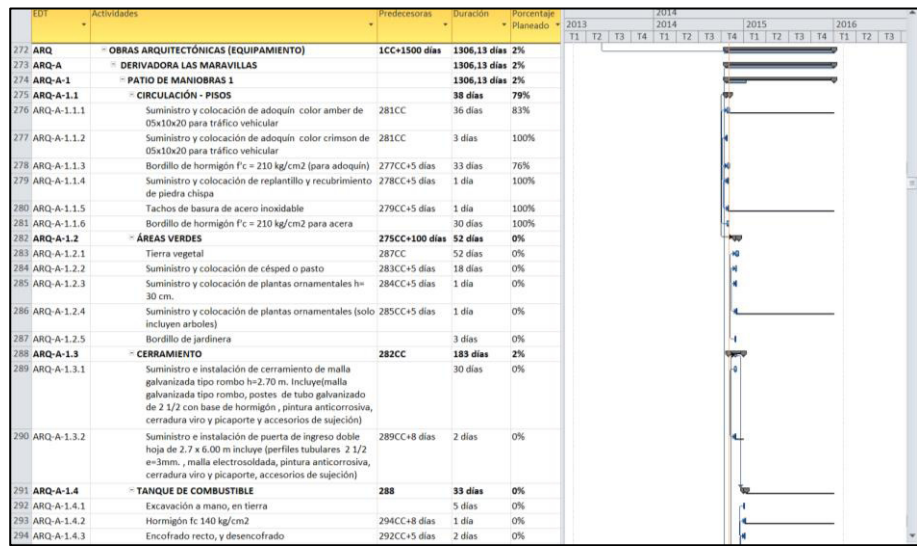 2014
EDT Actividades Predecesoras Duración Porcentaje
Planeado 2013 2014 2015 2016
T1 T2 T3 T4 T1 T2 T3 T4 T1 T2 T3 T4 T1 T2 T3
272 ARQ OBRAS ARQUITECTÓNICAS (EQUIPAMIENTO) 1CC+1500 días 1306,13 días 2%
273 ARQ-A DERIVADORA LAS MARAVILLAS 1306,13 días 2%
274 ARQ-A-1 PATIO DE MANIOBRAS 1 1306,13 días 2%
275 ARQ-A-1.1 CIRCULACIÓN - PISOS 38 días 79%
276 ARQ-A-1.1.1 Suministro y colocación de adoquín color amber de 281CC 36 días 83%
05x10x20 para tráfico vehicular
277 ARQ-A-1.1.2 Suministro y colocación de adoquín color crimson de 281CC 3 días 100%
05x10x20 para tráfico vehicular
278 ARQ-A-1.1.3 Bordillo de hormigón f'c = 210 kg/cm2 (para adoquín) 277CC+5 días 33 días 76%
279 ARQ-A-1.1.4 Suministro y colocación de replantillo y recubrimiento 278CC+5 días 1 día 100%
de piedra chispa
280 ARQ-A-1.1.5 Tachos de basura de acero inoxidable 279CC+5 días 1 día 100%
281 ARQ-A-1.1.6 Bordillo de hormigón f'c = 210 kg/cm2 para acera 30 días 100%
282 ARQ-A-1.2 ÁREAS VERDES 275CC+100 días 52 días 0%
283 ARQ-A-1.2.1 Tierra vegetal 287CC 52 días 0%
284 ARQ-A-1.2.2 Suministro y colocación de césped o pasto 283CC+5 días 18 días 0%
285 ARQ-A-1.2.3 Suministro y colocación de plantas ornamentales h= 284CC+5 días 1 día 0%
30 cm.
286 ARQ-A-1.2.4 Suministro y colocación de plantas ornamentales (solo 285CC+5 días 1 día 0%
incluyen arboles)
287 ARQ-A-1.2.5 Bordillo de jardinera 3 días 0%
288 ARQ-A-1.3 CERRAMIENTO 282CC 183 días 2%
289 ARQ-A-1.3.1 Suministro e instalación de cerramiento de malla 30 días 0%
galvanizada tipo rombo h=2.70 m. Incluye(malla
galvanizada tipo rombo, postes de tubo galvanizado
de 2 1/2 con base de hormigón , pintura anticorrosiva,
cerradura viro y picaporte y accesorios de sujeción)
290 ARQ-A-1.3.2 Suministro e instalación de puerta de ingreso doble 289CC+8 días 2 días 0%
hoja de 2.7 x 6.00 m incluye (perfiles tubulares 2 1/2
e=3mm. , malla electrosoldada, pintura anticorrosiva,
cerradura viro y picaporte, accesorios de sujeción)
291 ARQ-A-1.4 TANQUE DE COMBUSTIBLE 288 33 días 0%
292 ARQ-A-1.4.1 Excavación a mano, en tierra 5 días 0%
293 ARQ-A-1.4.2 Hormigón fc 140 kg/cm2 294CC+8 días 1 día 0%
294 ARQ-A-1.4.3 Encofrado recto, y desencofrado 292CC+5 días 2 días 0%